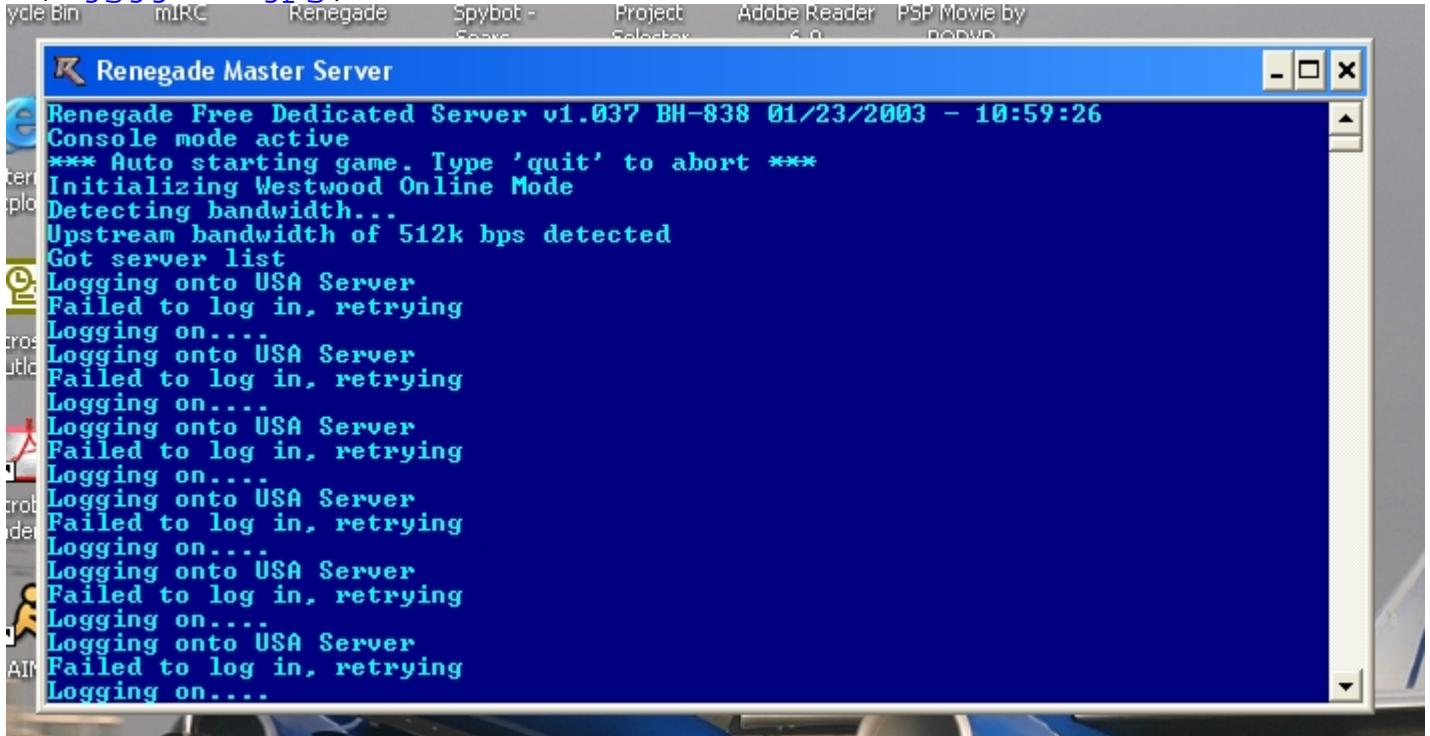 ycle Bin mIRC Renegade Spybot - Project Adobe Reader PSP Movie by
Selector 6.0
Renegade Master Server
Renegade Free Dedicated Server v1.037 BH-838 01/23/2003 - 10:59:26
Console mode active
*** Auto starting game. Type 'quit' to abort ***
Initializing Westwood Online Mode
Detecting bandwidth...
Upstream bandwidth of 512k bps detected
Got server list
Logging onto USA Server
Failed to log in, retrying
Logging on....
Logging onto USA Server
Failed to log in, retrying
Logging on....
Logging onto USA Server
Failed to log in, retrying
Logging on....
Logging onto USA Server
Failed to log in, retrying
Logging on....
Logging onto USA Server
Failed to log in, retrying
Logging on....
Logging onto USA Server
Failed to log in, retrying
Logging on....